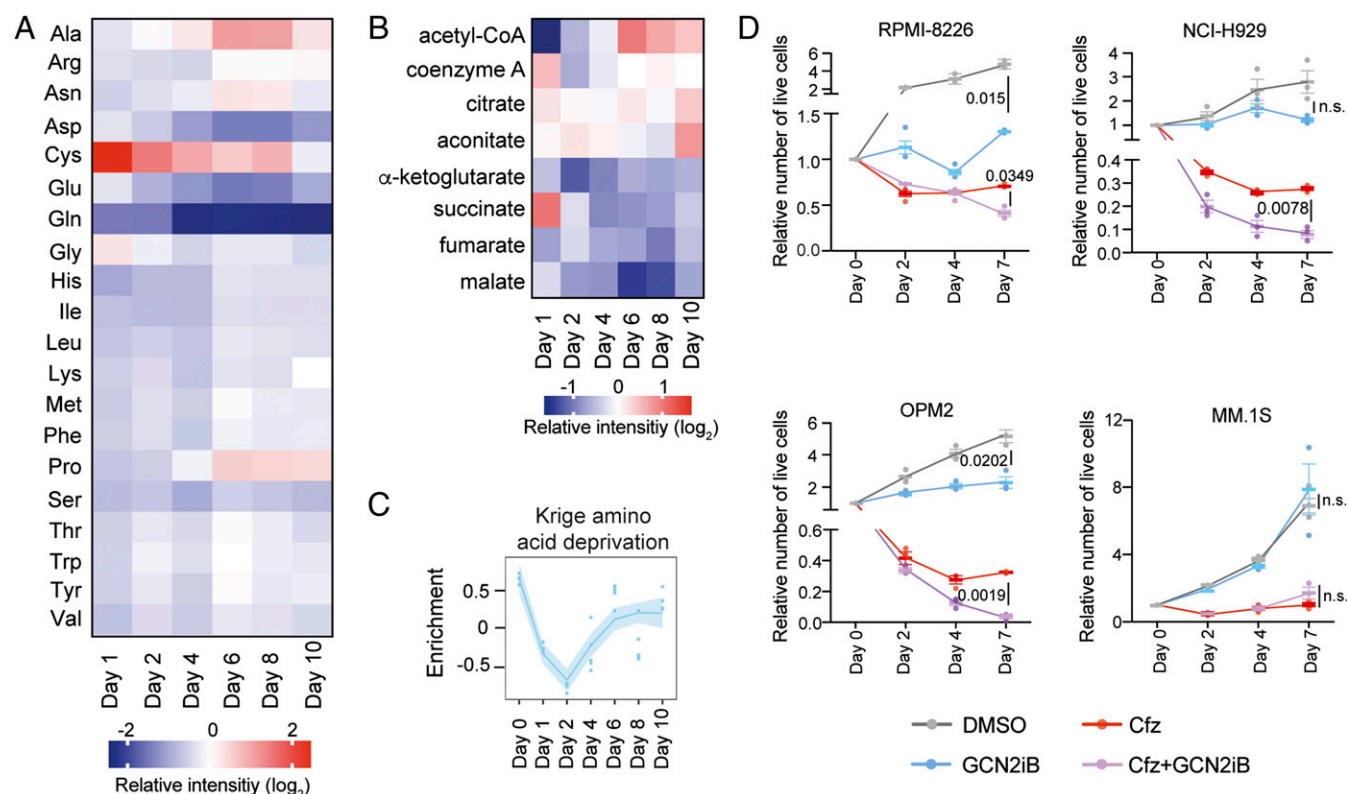 A
Ala
Arg
Asn
Asp
Cys
Glu
Gln
Gly
His
Ile
Leu
Lys
Met
Phe
Pro
Ser
Thr
Trp
Tyr
Val
Day 1
Day 2
Day 4
Day 6
Day 8
Day 10
-2 0 2
Relative intensitiy (log2)
B
acetyl-CoA
coenzyme A
citrate
aconitate
α-ketoglutarate
succinate
fumarate
malate
Day 1
Day 2
Day 4
Day 6
Day 8
Day 10
-1 0 1
Relative intensitiy (log2)
C
Krige amino
acid deprivation
Enrichment
0.5
0
-0.5
Day 0
Day 1
Day 2
Day 4
Day 6
Day 8
Day 10
D
RPMI-8226
Relative number of live cells
6
4
2
1.5
1.0
0.5
0.0
0.015
0.0349
Day 0
Day 2
Day 4
Day 7
NCI-H929
Relative number of live cells
4
3
2
1
0.4
0.3
0.2
0.1
0.0
n.s.
0.0078
Day 0
Day 2
Day 4
Day 7
OPM2
Relative number of live cells
6
4
2
0.6
0.4
0.2
0.0
0.0202
0.0019
Day 0
Day 2
Day 4
Day 7
MM.1S
Relative number of live cells
12
8
4
0
n.s.
n.s.
Day 0
Day 2
Day 4
Day 7
DMSO
Cfz
GCN2iB
Cfz+GCN2iB